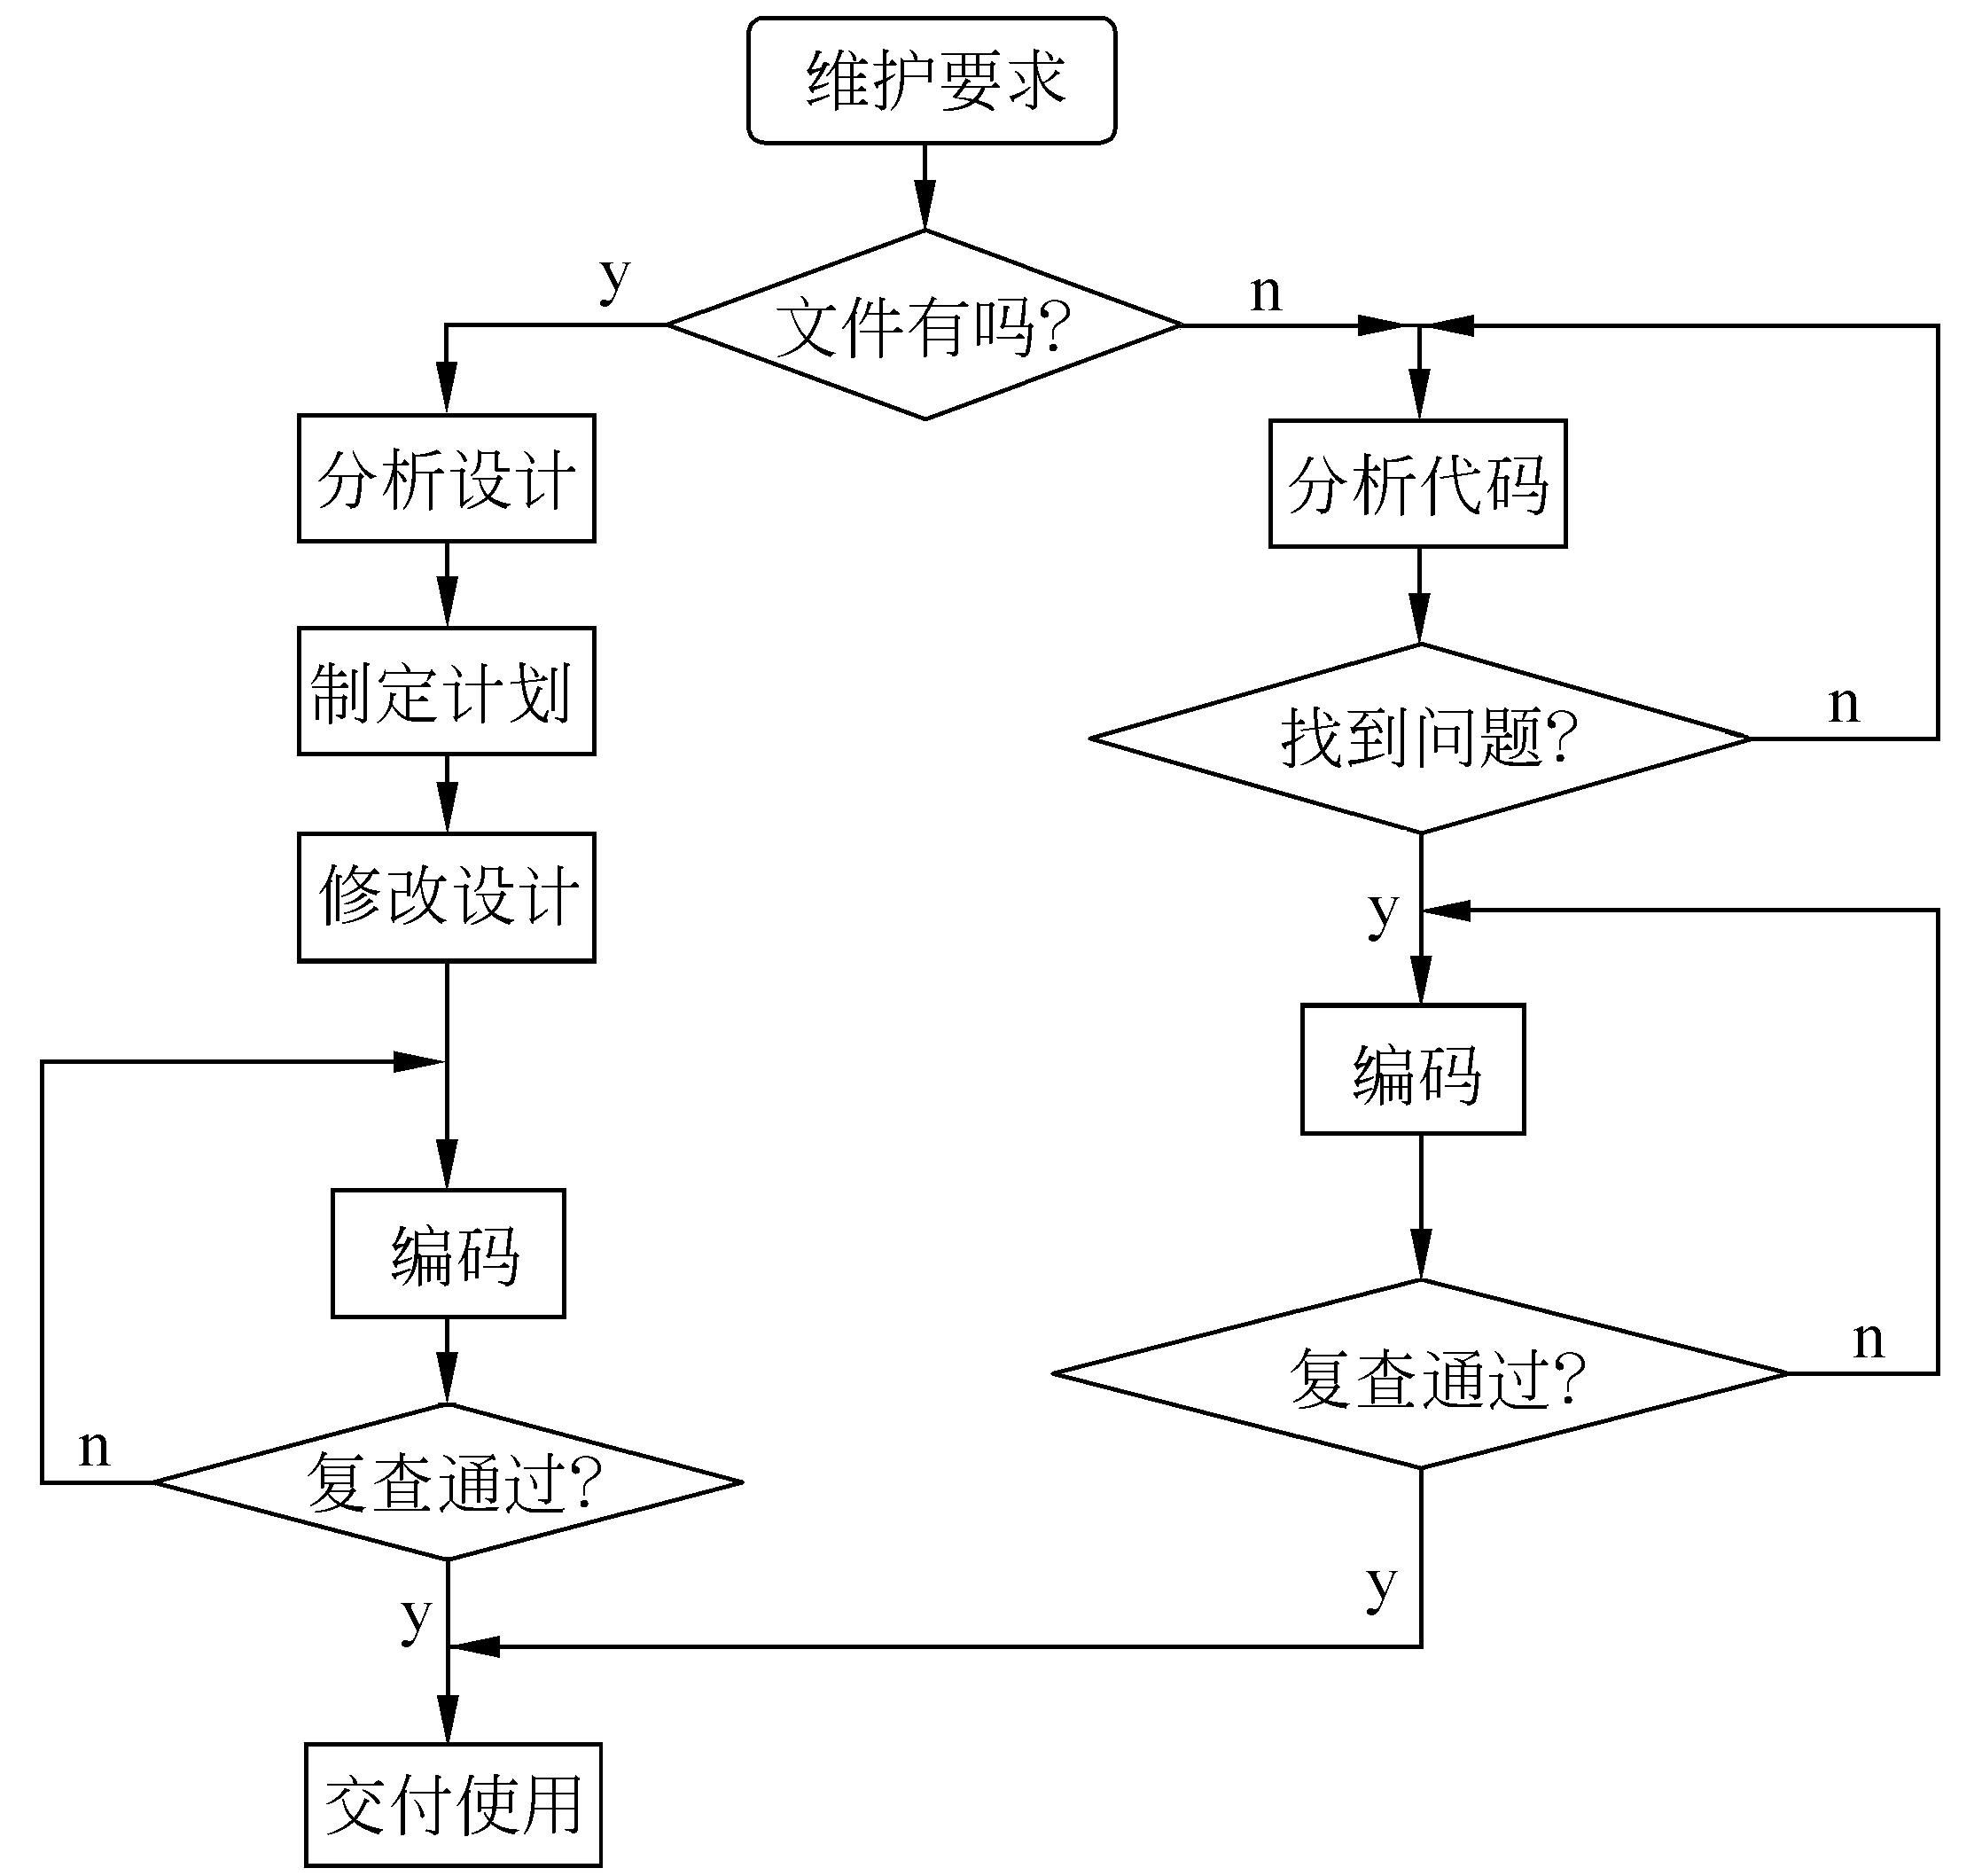 维护要求
y
文件有吗?
n
分析设计
分析代码
制定计划
找到问题?
n
修改设计
y
编码
编码
复查通过?
n
n
复查通过?
y
y
交付使用